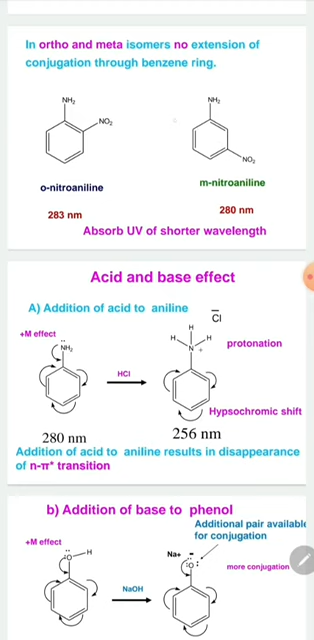 In ortho and meta isomers no extension of
conjugation through benzene ring.
NH2
NH2
NO2
NO2
o-nitroaniline
m-nitroaniline
283 nm
280 nm
Absorb UV of shorter wavelength
Acid and base effect
A) Addition of acid to aniline
Cl
+M effect
NH2
H
H
H
N
+
protonation
HCl
Hypsochromic shift
280 nm
256 nm
Addition of acid to aniline results in disappearance
of n-π* transition
b) Addition of base to phenol
Additional pair available
for conjugation
+M effect
O
H
Na+
O
more conjugation
NaOH